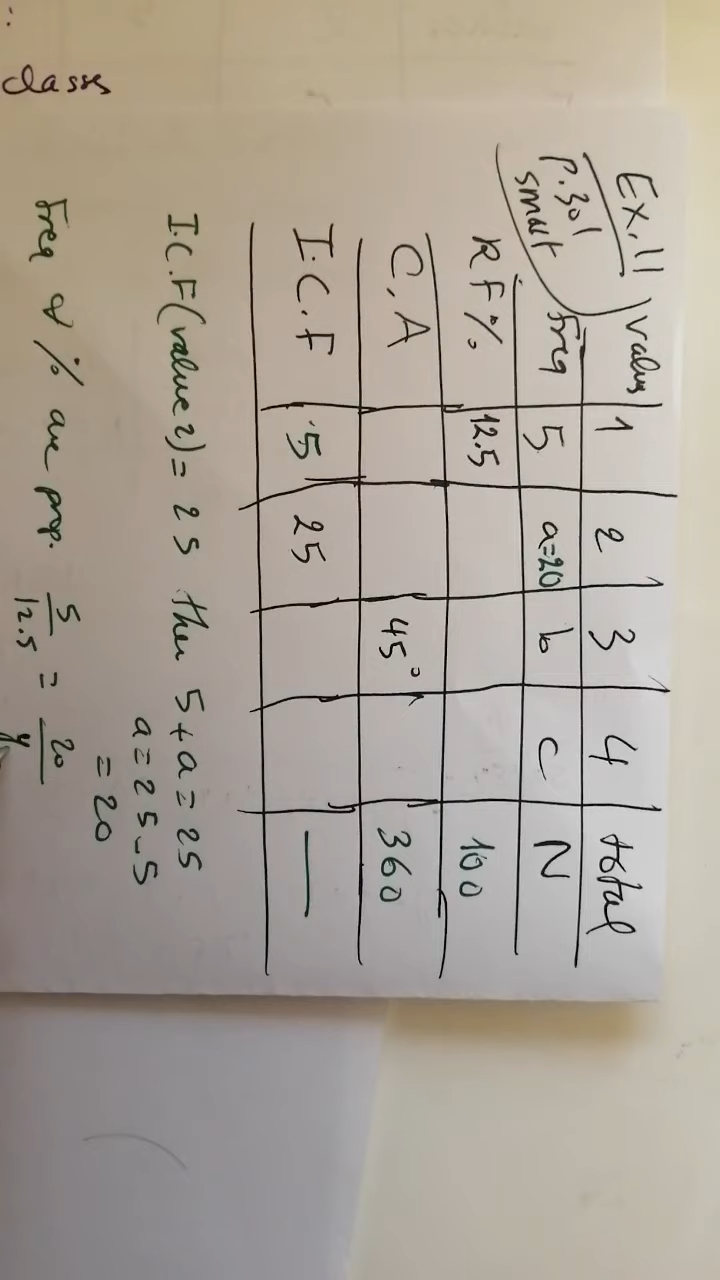 classes
Ex. 11
P. 301
smart
value 1 2 3 4 total
freq 5 a=20 b c N
RF% 12.5 100
C.A 45° 360
I.C.F 5 25 —
I.C.F (value 2) = 25 then 5+a = 25
a = 25-5
= 20
freq & % are prop. 5/12.5 = 20/y